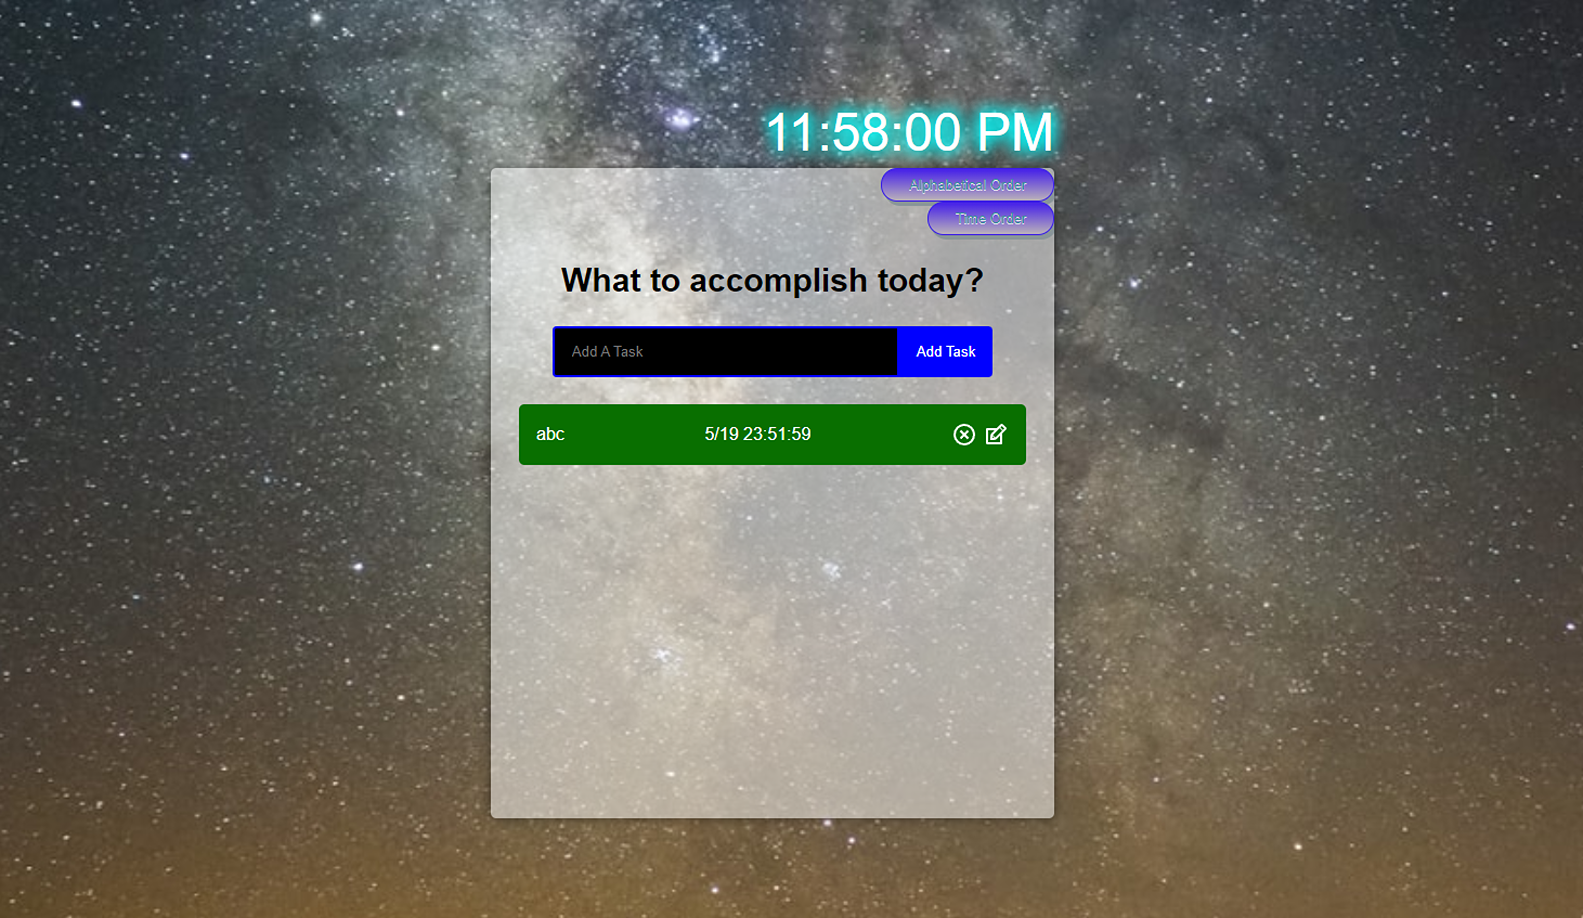 11:58:00 PM
Alphabetical Order
Time Order
What to accomplish today?
Add A Task Add Task
abc 5/19 23:51:59